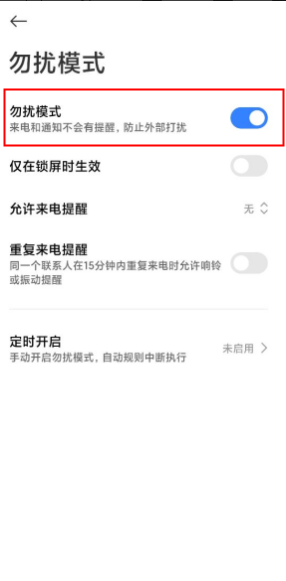 勿扰模式
勿扰模式
来电和通知不会有提醒，防止外部打扰
仅在锁屏时生效
允许来电提醒
无
重复来电提醒
同一个联系人在15分钟内重复来电时允许响铃
或振动提醒
定时开启
未启用
手动开启勿扰模式，自动规则中断执行